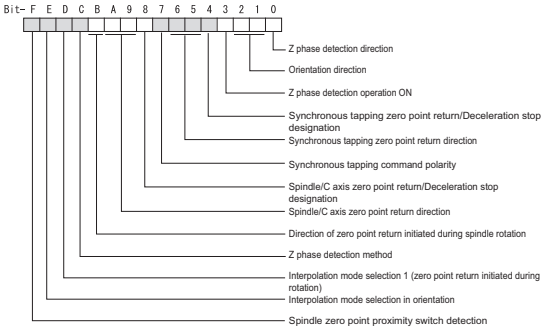 Bit- F E D C B A 9 8 7 6 5 4 3 2 1 0
Z phase detection direction
Orientation direction
Z phase detection operation ON
Synchronous tapping zero point return/Deceleration stop
designation
Synchronous tapping zero point return direction
Synchronous tapping command polarity
Spindle/C axis zero point return/Deceleration stop
designation
Spindle/C axis zero point return direction
Direction of zero point return initiated during spindle rotation
Z phase detection method
Interpolation mode selection 1 (zero point return initiated during
rotation)
Interpolation mode selection in orientation
Spindle zero point proximity switch detection